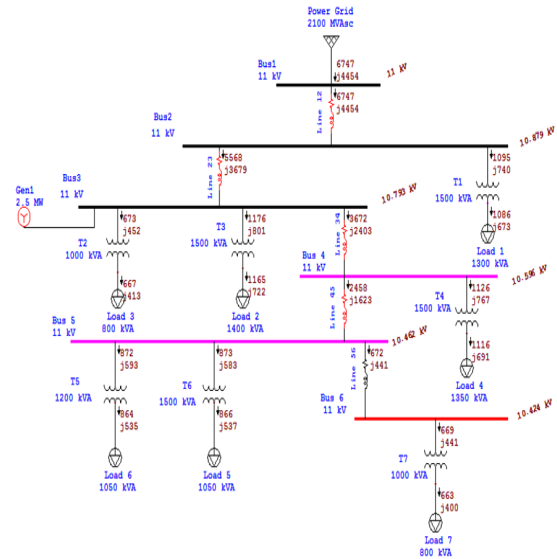 Power Grid
2100 MVAsc
6747
j4454
Bus1
11 kV
11 kV
6747
j4454
Line 12
Bus2
11 kV
10.879 kV
5568
j3679
Line 23
1095
j740
T1
1500 kVA
1086
j673
Load 1
1300 kVA
Gen1
2.5 MW
Bus3
11 kV
10.793 kV
673
j452
T2
1000 kVA
667
j413
Load 3
800 kVA
1176
j801
T3
1500 kVA
1165
j722
Load 2
1400 kVA
3672
j2403
Line 34
Bus 4
11 kV
10.596 kV
2458
j1623
Line 45
1126
j767
T4
1500 kVA
1116
j691
Load 4
1350 kVA
Bus 5
11 kV
10.462 kV
872
j593
T5
1200 kVA
864
j535
Load 6
1050 kVA
873
j583
T6
1500 kVA
866
j537
Load 5
1050 kVA
672
j441
Line 56
Bus 6
11 kV
10.424 kV
669
j441
T7
1000 kVA
663
j400
Load 7
800 kVA